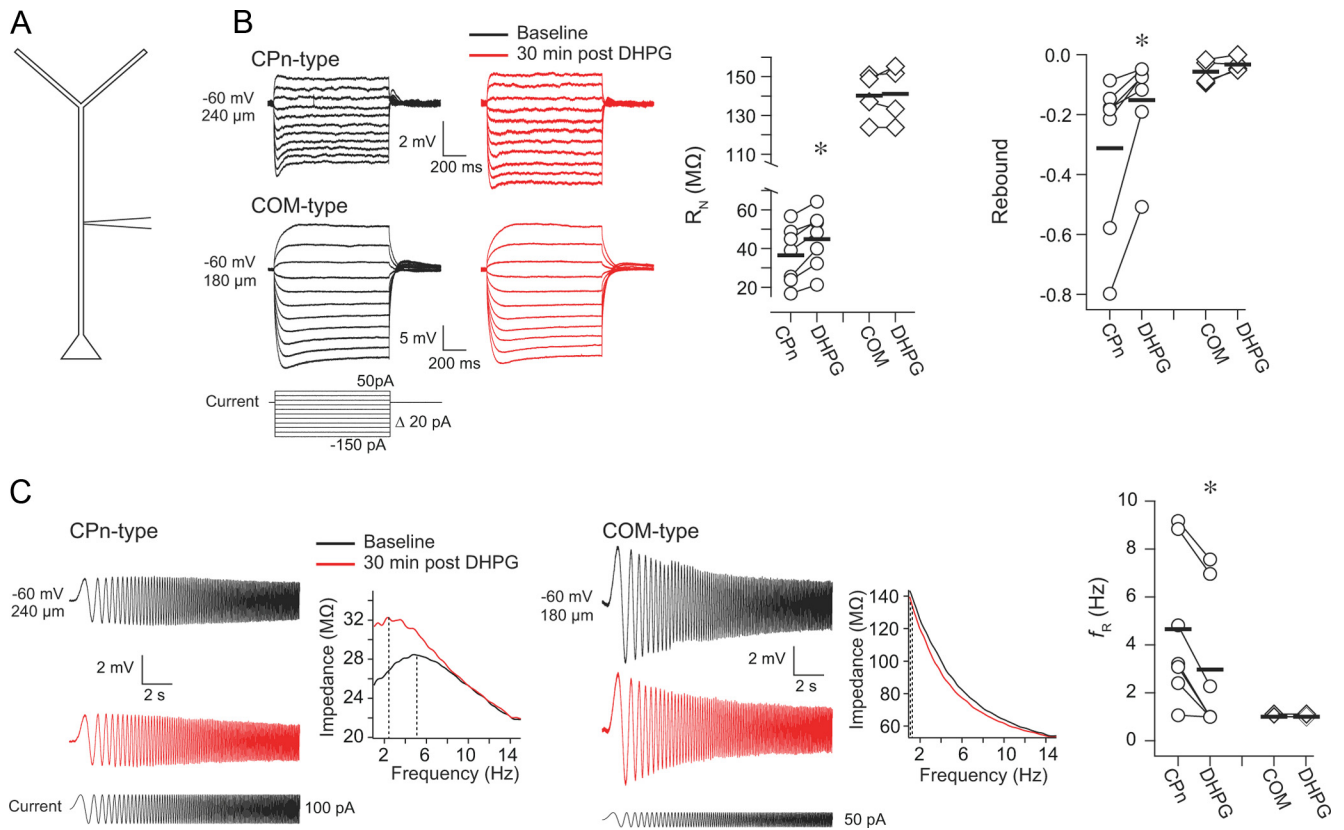 A
B
Baseline
30 min post DHPG
CPn-type
-60 mV
240 µm
2 mV
200 ms
COM-type
-60 mV
180 µm
5 mV
200 ms
Current
50pA
Δ 20 pA
-150 pA
R_N (MΩ)
150
130
110
60
40
20
*
CPn
DHPG
COM
DHPG
Rebound
0.0
-0.2
-0.4
-0.6
-0.8
*
CPn
DHPG
COM
DHPG
C
CPn-type
-60 mV
240 µm
2 mV
2 s
Current
100 pA
Baseline
30 min post DHPG
Impedance (MΩ)
32
28
24
20
2 6 10 14
Frequency (Hz)
COM-type
-60 mV
180 µm
2 mV
2 s
50 pA
Impedance (MΩ)
140
120
100
80
60
2 6 10 14
Frequency (Hz)
f_R (Hz)
10
8
6
4
2
0
*
CPn
DHPG
COM
DHPG